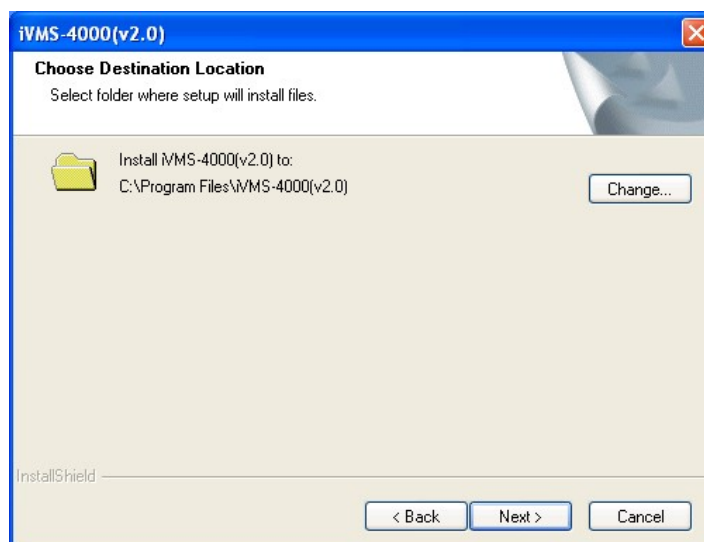 iVMS-4000(v2.0)
Choose Destination Location
Select folder where setup will install files.
Install iVMS-4000(v2.0) to:
C:\Program Files\iVMS-4000(v2.0)
Change...
InstallShield
< Back
Next >
Cancel